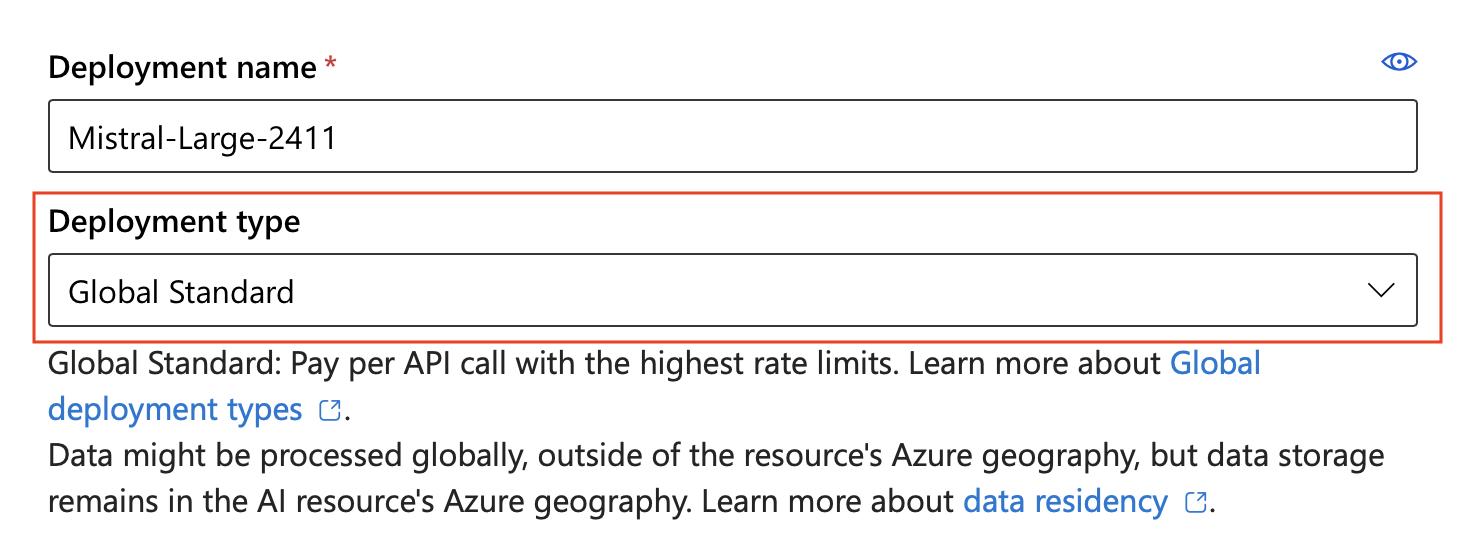 Deployment name *
Mistral-Large-2411
Deployment type
Global Standard
Global Standard: Pay per API call with the highest rate limits. Learn more about Global
deployment types .
Data might be processed globally, outside of the resource's Azure geography, but data storage
remains in the AI resource's Azure geography. Learn more about data residency .